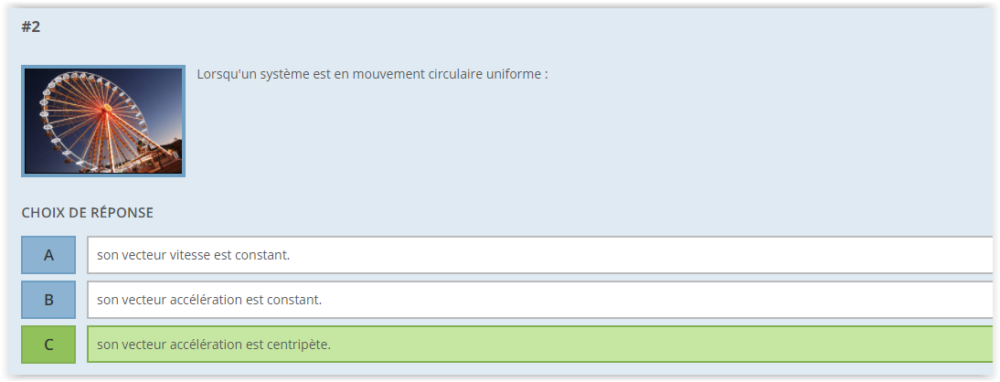 #2
Lorsqu'un système est en mouvement circulaire uniforme :
CHOIX DE RÉPONSE
A
son vecteur vitesse est constant.
B
son vecteur accélération est constant.
C
son vecteur accélération est centripète.